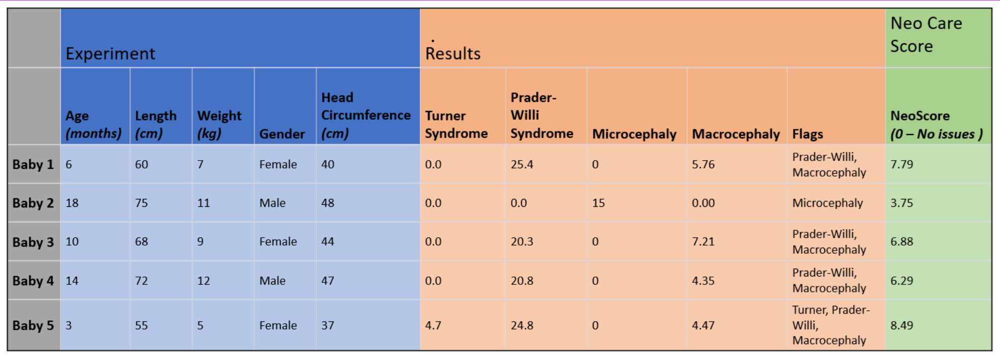 Experiment
. Results
Neo Care
Score
Age
(months)
Length
(cm)
Weight
(kg)
Gender
Head
Circumference
(cm)
Turner
Syndrome
Prader-
Willi
Syndrome
Microcephaly
Macrocephaly
Flags
NeoScore
(0 – No issues )
Baby 1 6 60 7 Female 40 0.0 25.4 0 5.76 Prader-Willi,
Macrocephaly 7.79
Baby 2 18 75 11 Male 48 0.0 0.0 15 0.00 Microcephaly 3.75
Baby 3 10 68 9 Female 44 0.0 20.3 0 7.21 Prader-Willi,
Macrocephaly 6.88
Baby 4 14 72 12 Male 47 0.0 20.8 0 4.35 Prader-Willi,
Macrocephaly 6.29
Baby 5 3 55 5 Female 37 4.7 24.8 0 4.47 Turner, Prader-
Willi,
Macrocephaly 8.49